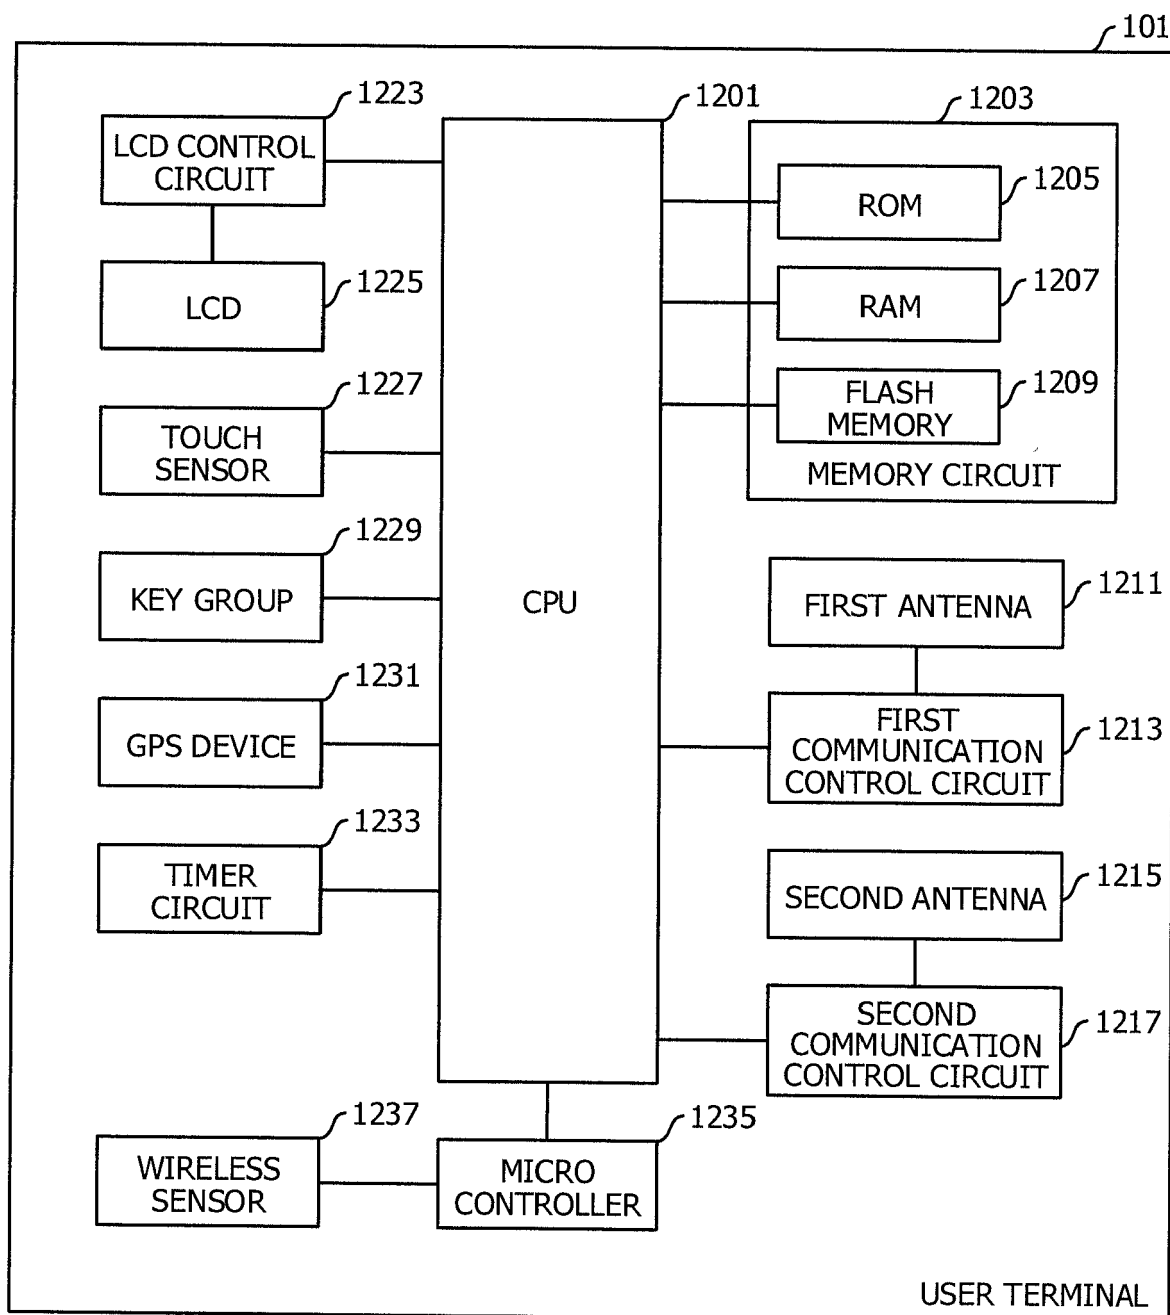 101
1223
LCD CONTROL
CIRCUIT
1225
LCD
1227
TOUCH
SENSOR
1229
KEY GROUP
1231
GPS DEVICE
1233
TIMER
CIRCUIT
1201
CPU
1203
1205
ROM
1207
RAM
1209
FLASH
MEMORY
MEMORY CIRCUIT
1211
FIRST ANTENNA
1213
FIRST
COMMUNICATION
CONTROL CIRCUIT
1215
SECOND ANTENNA
1217
SECOND
COMMUNICATION
CONTROL CIRCUIT
1237
WIRELESS
SENSOR
1235
MICRO
CONTROLLER
USER TERMINAL